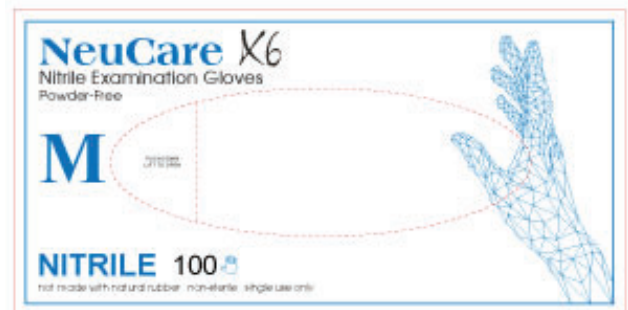 NeuCare X6
Nitrile Examination Gloves
Powder-Free
M
NITRILE 100
not made with natural rubber non-sterile single use only